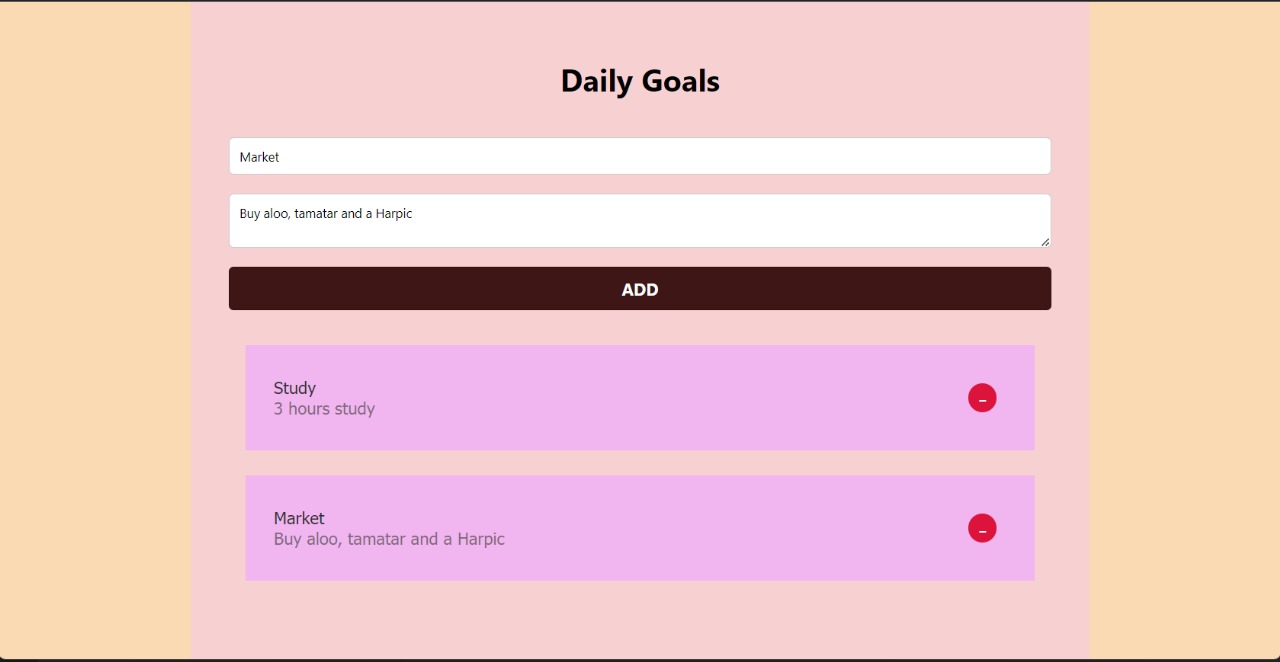 Daily Goals
Market
Buy aloo, tamatar and a Harpic
ADD
Study
3 hours study
-
Market
Buy aloo, tamatar and a Harpic
-